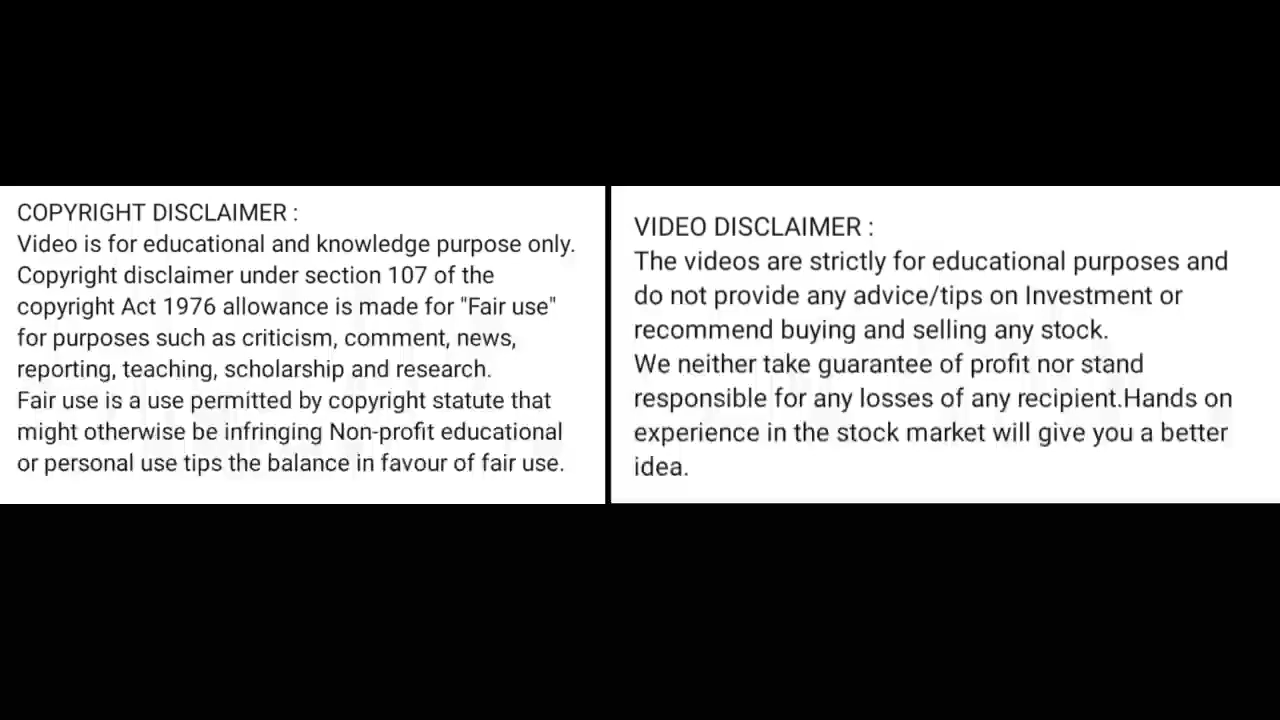 COPYRIGHT DISCLAIMER :
Video is for educational and knowledge purpose only.
Copyright disclaimer under section 107 of the
copyright Act 1976 allowance is made for "Fair use"
for purposes such as criticism, comment, news,
reporting, teaching, scholarship and research.
Fair use is a use permitted by copyright statute that
might otherwise be infringing Non-profit educational
or personal use tips the balance in favour of fair use.
VIDEO DISCLAIMER :
The videos are strictly for educational purposes and
do not provide any advice/tips on Investment or
recommend buying and selling any stock.
We neither take guarantee of profit nor stand
responsible for any losses of any recipient.Hands on
experience in the stock market will give you a better
idea.